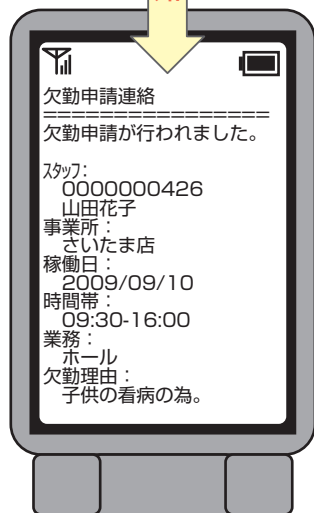 欠勤申請連絡
================
欠勤申請が行われました。
ｽﾀｯﾌ：
0000000426
山田花子
事業所：
さいたま店
稼働日：
2009/09/10
時間帯：
09:30-16:00
業務：
ホール
欠勤理由：
子供の看病の為。